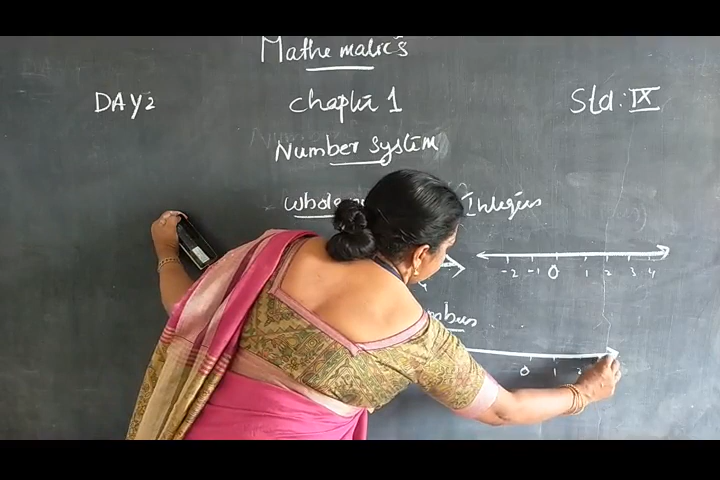 Mathematics
DAY 2 Chapter 1 Std: IX
Number System
Integers
-2 -1 0 1 2 3 4
0 1 2